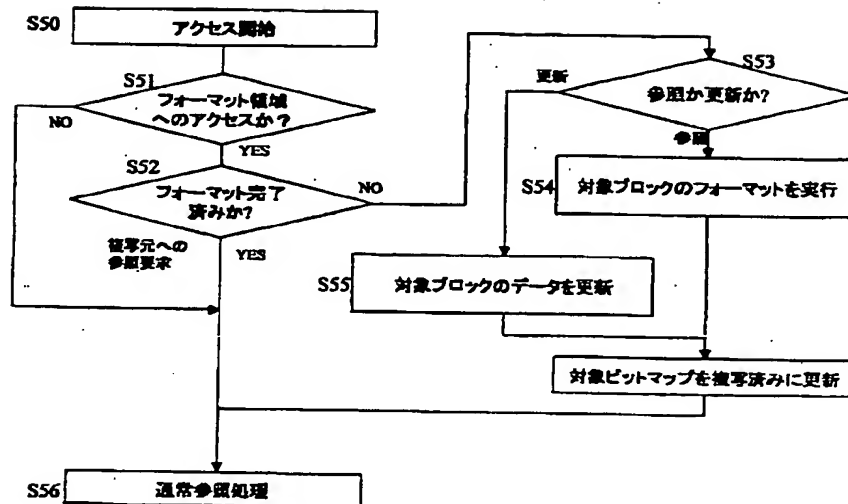 S50
アクセス開始
S51
フォーマット領域
へのアクセスか？
NO
YES
S52
フォーマット完了
済みか?
NO
YES
複写元への
参照要求
S53
参照か更新か?
更新
参照
S54
対象ブロックのフォーマットを実行
S55
対象ブロックのデータを更新
対象ビットマップを複写済みに更新
S56
通常参照処理